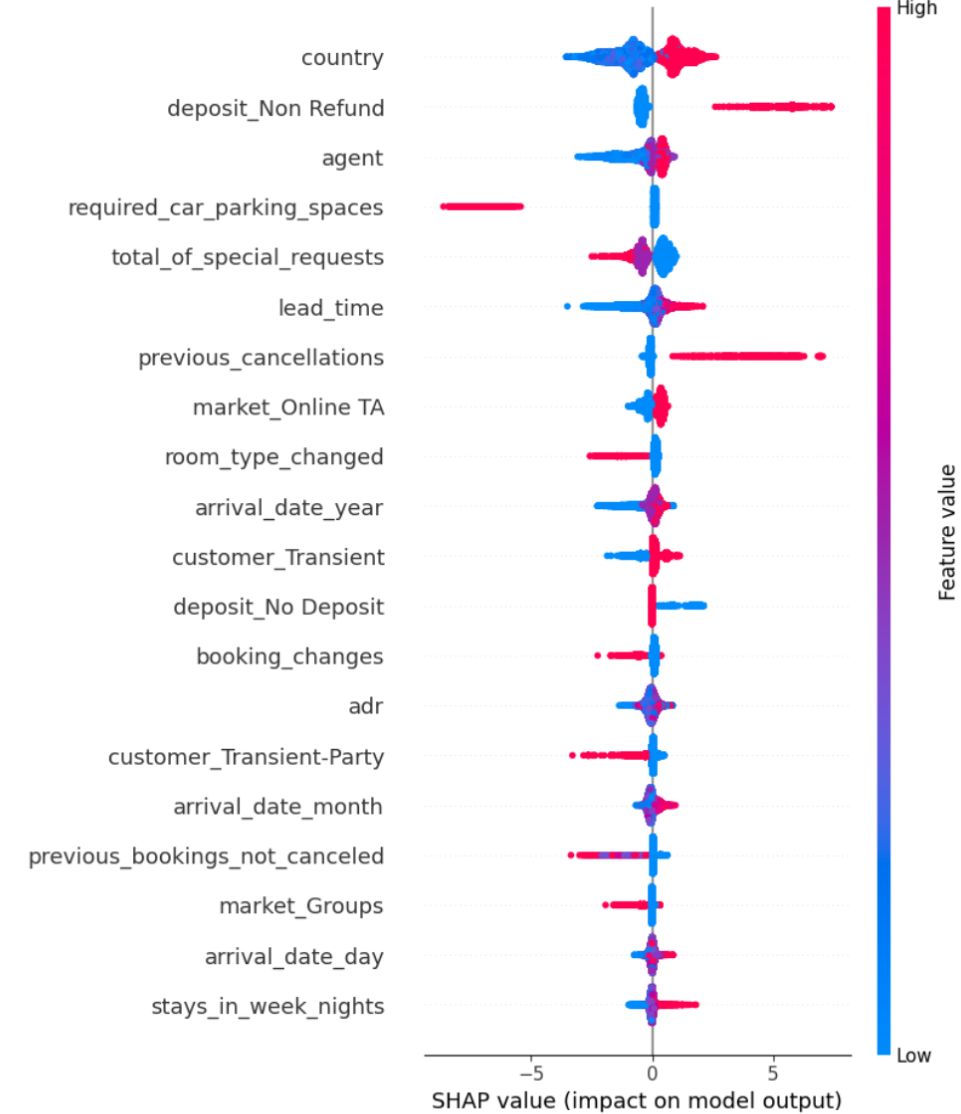 High
country
deposit_Non Refund
agent
required_car_parking_spaces
total_of_special_requests
lead_time
previous_cancellations
market_Online TA
room_type_changed
arrival_date_year
customer_Transient
deposit_No Deposit
booking_changes
adr
customer_Transient-Party
arrival_date_month
previous_bookings_not_canceled
market_Groups
arrival_date_day
stays_in_week_nights
Feature value
Low
−5 0 5
SHAP value (impact on model output)